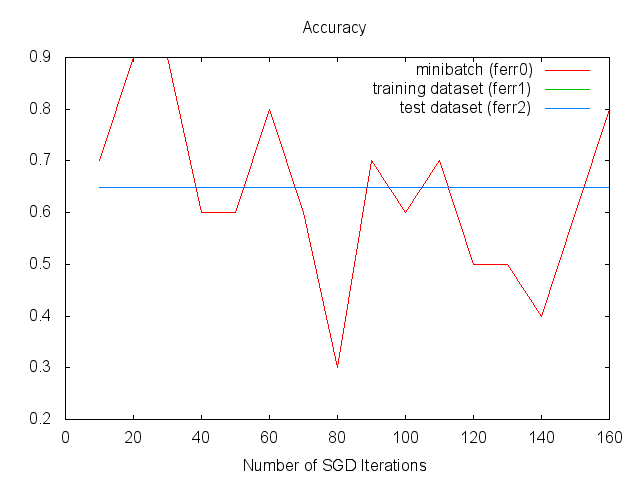 Accuracy
0.9
minibatch (ferr0)
training dataset (ferr1)
test dataset (ferr2)
0.8
0.7
0.6
0.5
0.4
0.3
0.2
0 20 40 60 80 100 120 140 160
Number of SGD Iterations